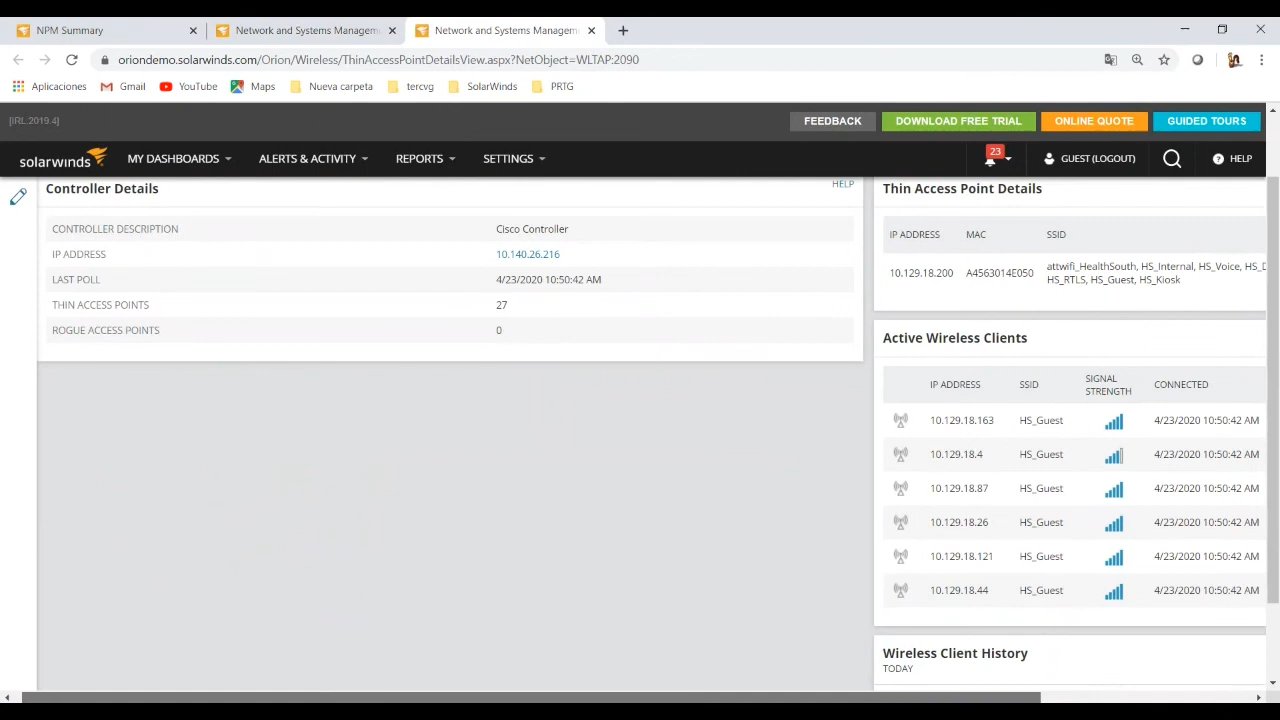 NPM Summary
Network and Systems Managem
Network and Systems Managem
oriondemo.solarwinds.com/Orion/Wireless/ThinAccessPointDetailsView.aspx?NetObject=WLTAP:2090
Aplicaciones Gmail YouTube Maps Nueva carpeta tercvg SolarWinds PRTG
[IRL.2019.4] FEEDBACK DOWNLOAD FREE TRIAL ONLINE QUOTE GUIDED TOURS
solarwinds MY DASHBOARDS ALERTS & ACTIVITY REPORTS SETTINGS 23 GUEST (LOGOUT) HELP
Controller Details HELP
CONTROLLER DESCRIPTION Cisco Controller
IP ADDRESS 10.140.26.216
LAST POLL 4/23/2020 10:50:42 AM
THIN ACCESS POINTS 27
ROGUE ACCESS POINTS 0
Thin Access Point Details
IP ADDRESS MAC SSID
10.129.18.200 A4563014E050 attwifi_HealthSouth, HS_Internal, HS_Voice, HS_D
HS_RTLS, HS_Guest, HS_Kiosk
Active Wireless Clients
IP ADDRESS SSID SIGNAL STRENGTH CONNECTED
10.129.18.163 HS_Guest 4/23/2020 10:50:42 AM
10.129.18.4 HS_Guest 4/23/2020 10:50:42 AM
10.129.18.87 HS_Guest 4/23/2020 10:50:42 AM
10.129.18.26 HS_Guest 4/23/2020 10:50:42 AM
10.129.18.121 HS_Guest 4/23/2020 10:50:42 AM
10.129.18.44 HS_Guest 4/23/2020 10:50:42 AM
Wireless Client History
TODAY